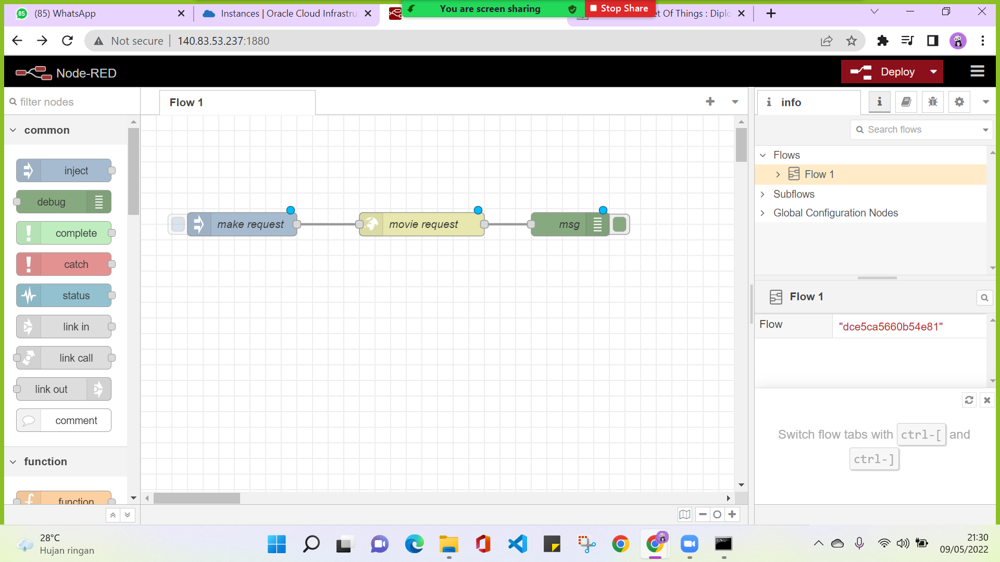 85
(85) WhatsApp
Instances | Oracle Cloud Infrastru
You are screen sharing
Stop Share
et Of Things : Diplo
Not secure
140.83.53.237:1880
Node-RED
Deploy
filter nodes
Flow 1
info
common
Search flows
inject
Flows
Flow 1
debug
Subflows
Global Configuration Nodes
make request
movie request
msg
complete
catch
status
Flow 1
link in
Flow
"dce5ca5660b54e81"
link call
link out
comment
Switch flow tabs with ctrl-[ and
ctrl-]
function
function
28°C
Hujan ringan
21:30
09/05/2022